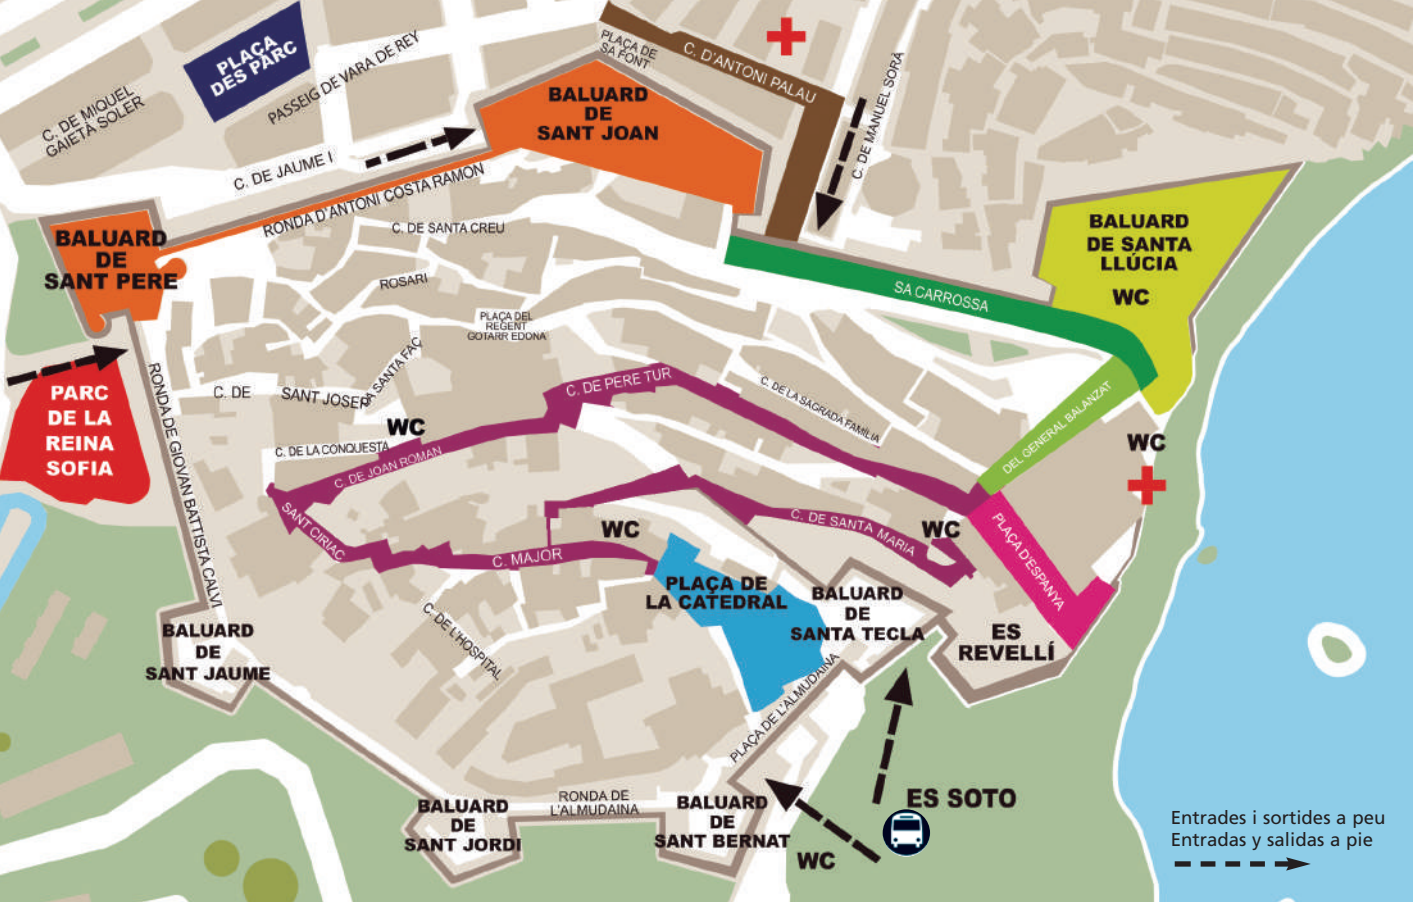 PLAÇA
DES PARC
PASSEIG DE VARA DE REY
C. DE MIQUEL
GAIETÀ SOLER
PLAÇA DE
SA FONT
C. D'ANTONI PALAU
C. DE MANUEL SORÀ
BALUARD
DE
SANT JOAN
C. DE JAUME I
RONDA D'ANTONI COSTA RAMON
C. DE SANTA CREU
BALUARD
DE
SANT PERE
BALUARD
DE SANTA
LLÚCIA
WC
SA CARROSSA
ROSARI
PLAÇA DEL
REGENT
GOTARREDONA
SA SANTA FAÇ
C. DE SANT JOSEP
PARC
DE LA
REINA
SOFIA
RONDA DE GIOVAN BATTISTA CALVI
C. DE PERE TUR
C. DE LA SAGRADA FAMÍLIA
DEL GENERAL BALANZAT
WC
WC
C. DE LA CONQUESTA
C. DE JOAN ROMAN
SANT CIRIAC
C. MAJOR
WC
C. DE SANTA MARIA
WC
PLAÇA D'ESPANYA
PLAÇA DE
LA CATEDRAL
BALUARD
DE
SANTA TECLA
ES
REVELLÍ
C. DE L'HOSPITAL
BALUARD
DE
SANT JAUME
PLAÇA DE L'ALMUDAINA
RONDA DE
L'ALMUDAINA
BALUARD
DE
SANT JORDI
BALUARD
DE
SANT BERNAT
WC
ES SOTO
Entrades i sortides a peu
Entradas y salidas a pie